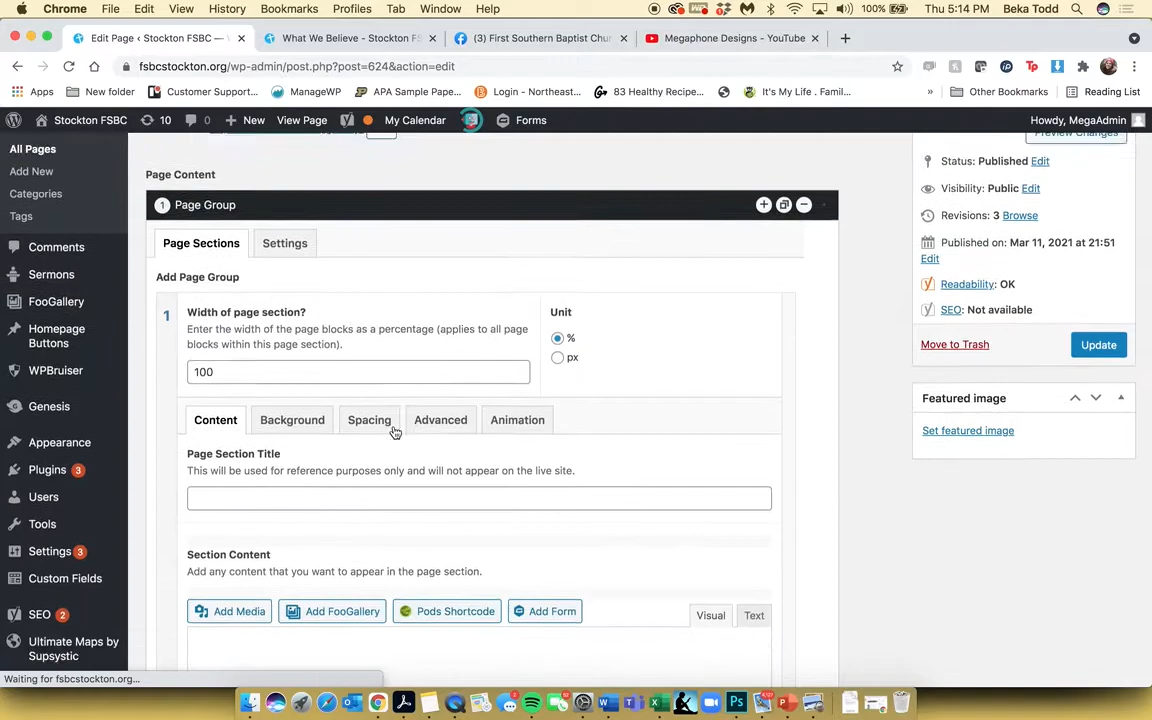 Chrome File Edit View History Bookmarks Profiles Tab Window Help 100% Thu 5:14 PM Beka Todd
Edit Page ‹ Stockton FSBC — V × What We Believe - Stockton FS × (3) First Southern Baptist Chur × Megaphone Designs - YouTube ×
fsbcstockton.org/wp-admin/post.php?post=624&action=edit
Apps New folder Customer Support... ManageWP APA Sample Pape... Login - Northeast... 83 Healthy Recipe... It's My Life . Fami... » Other Bookmarks Reading List
Stockton FSBC 10 0 New View Page My Calendar Forms Howdy, MegaAdmin
All Pages
Add New
Categories
Tags
Comments
Sermons
FooGallery
Homepage
Buttons
WPBruiser
Genesis
Appearance
Plugins 3
Users
Tools
Settings 3
Custom Fields
SEO 2
Ultimate Maps by
Supsystic
Waiting for fsbcstockton.org...
Page Content
1 Page Group
Page Sections Settings
Add Page Group
1
Width of page section?
Enter the width of the page blocks as a percentage (applies to all page
blocks within this page section).
100
Unit
%
px
Content Background Spacing Advanced Animation
Page Section Title
This will be used for reference purposes only and will not appear on the live site.
Section Content
Add any content that you want to appear in the page section.
Add Media Add FooGallery Pods Shortcode Add Form Visual Text
Preview Changes
Status: Published Edit
Visibility: Public Edit
Revisions: 3 Browse
Published on: Mar 11, 2021 at 21:51
Edit
Readability: OK
SEO: Not available
Move to Trash Update
Featured image
Set featured image